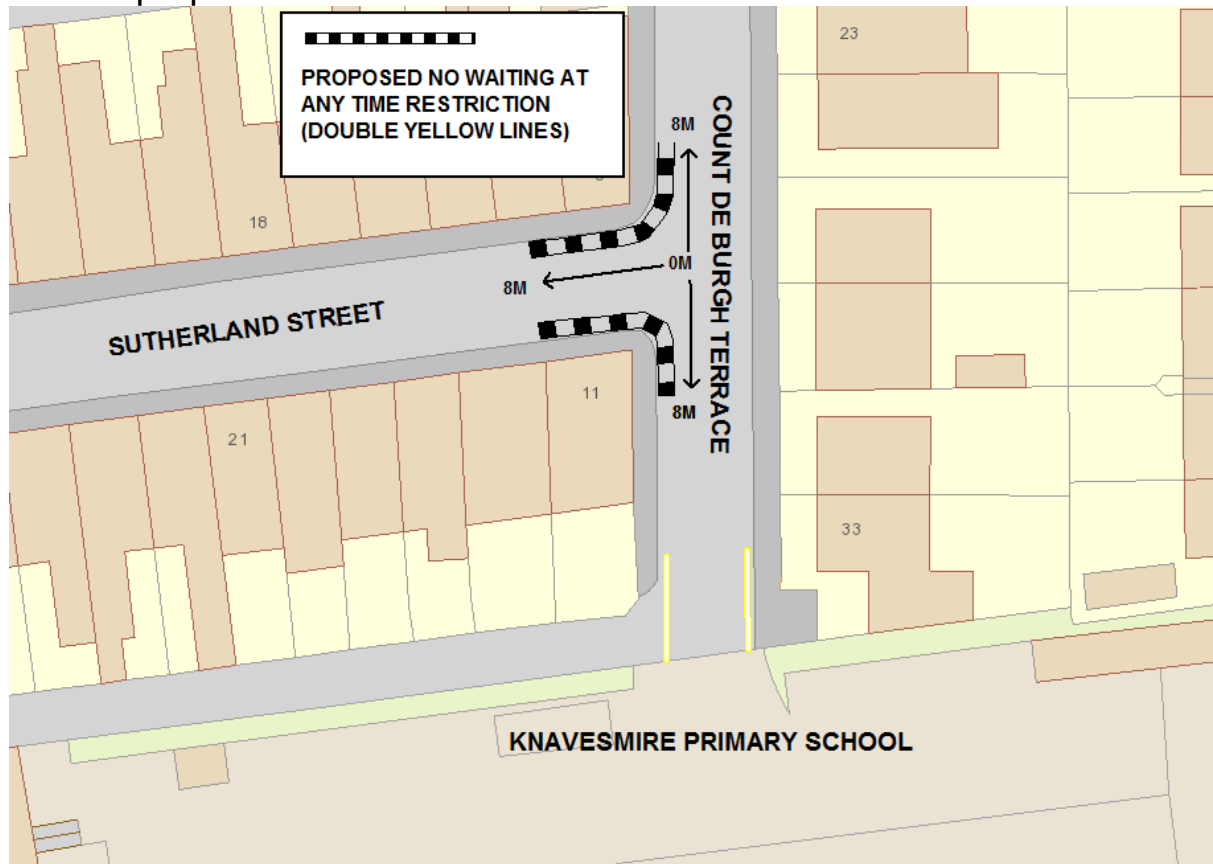 PROPOSED NO WAITING AT
ANY TIME RESTRICTION
(DOUBLE YELLOW LINES)
23
COUNT DE BURGH TERRACE
8M
18
0M
8M
SUTHERLAND STREET
8M
11
21
33
KNAVESMIRE PRIMARY SCHOOL